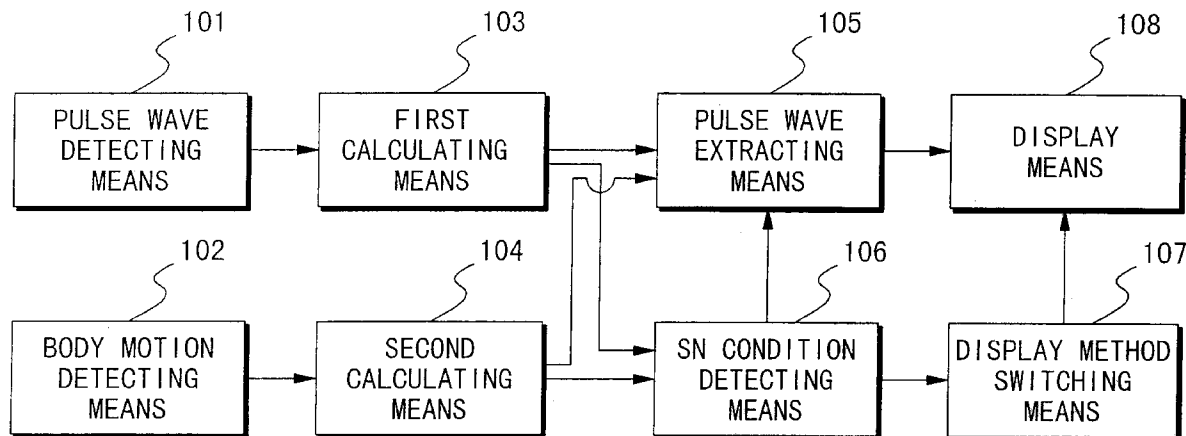 101
103
105
108
PULSE WAVE
DETECTING
MEANS
FIRST
CALCULATING
MEANS
PULSE WAVE
EXTRACTING
MEANS
DISPLAY
MEANS
102
104
106
107
BODY MOTION
DETECTING
MEANS
SECOND
CALCULATING
MEANS
SN CONDITION
DETECTING
MEANS
DISPLAY METHOD
SWITCHING
MEANS